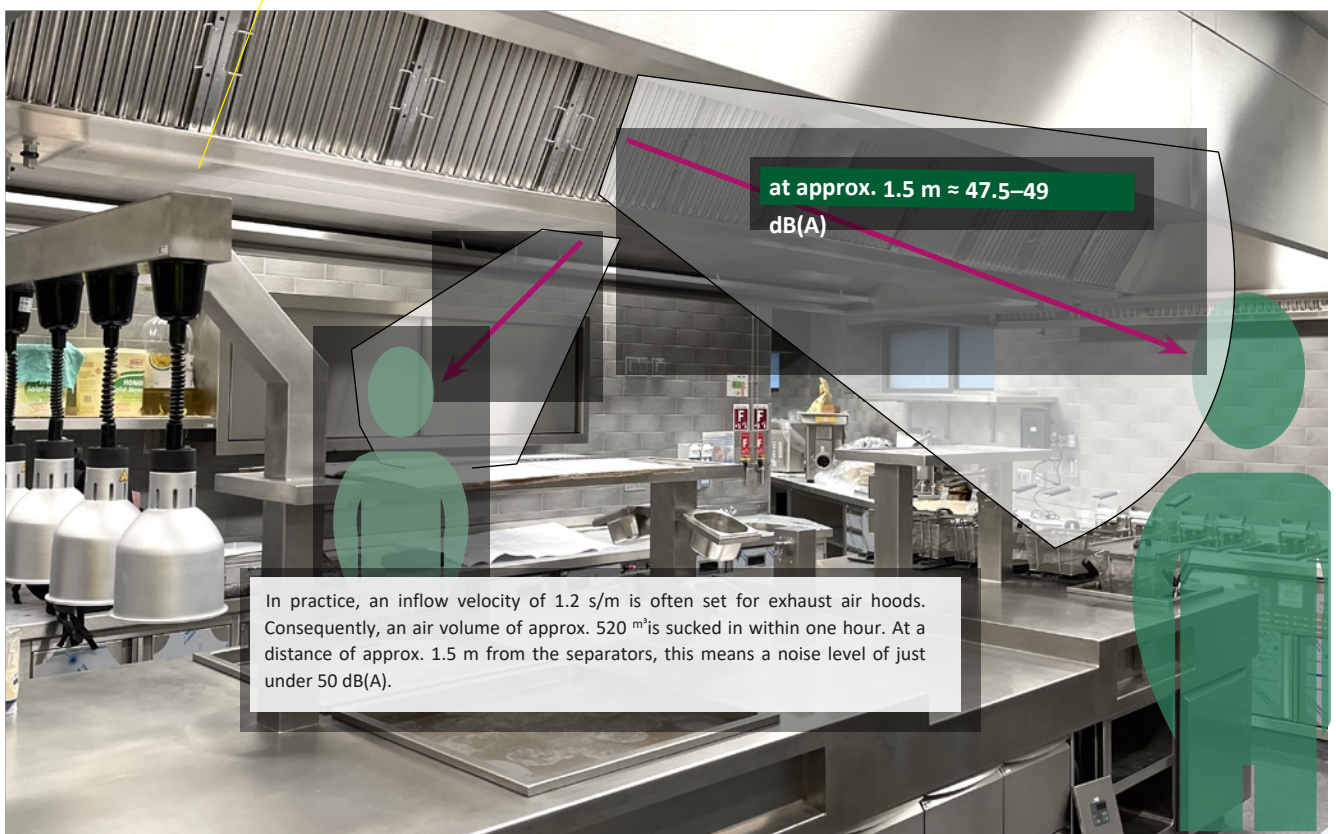 at approx. 1.5 m ≈ 47.5–49
dB(A)
F
F
F
F
In practice, an inflow velocity of 1.2 s/m is often set for exhaust air hoods.
Consequently, an air volume of approx. 520 m³is sucked in within one hour. At a
distance of approx. 1.5 m from the separators, this means a noise level of just
under 50 dB(A).